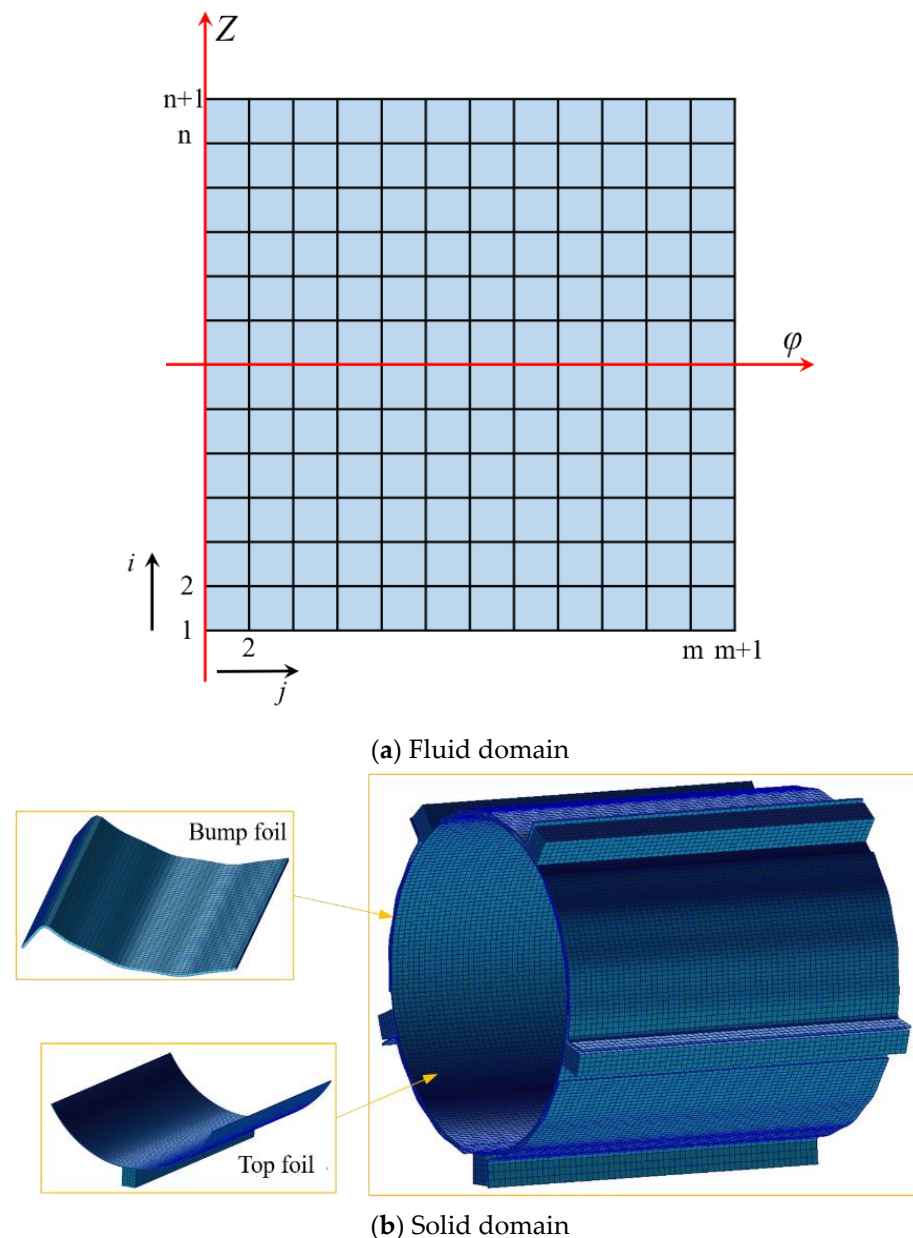 Z
n+1
n
φ
i
2
1
2
m m+1
j
(a) Fluid domain
Bump foil
Top foil
(b) Solid domain